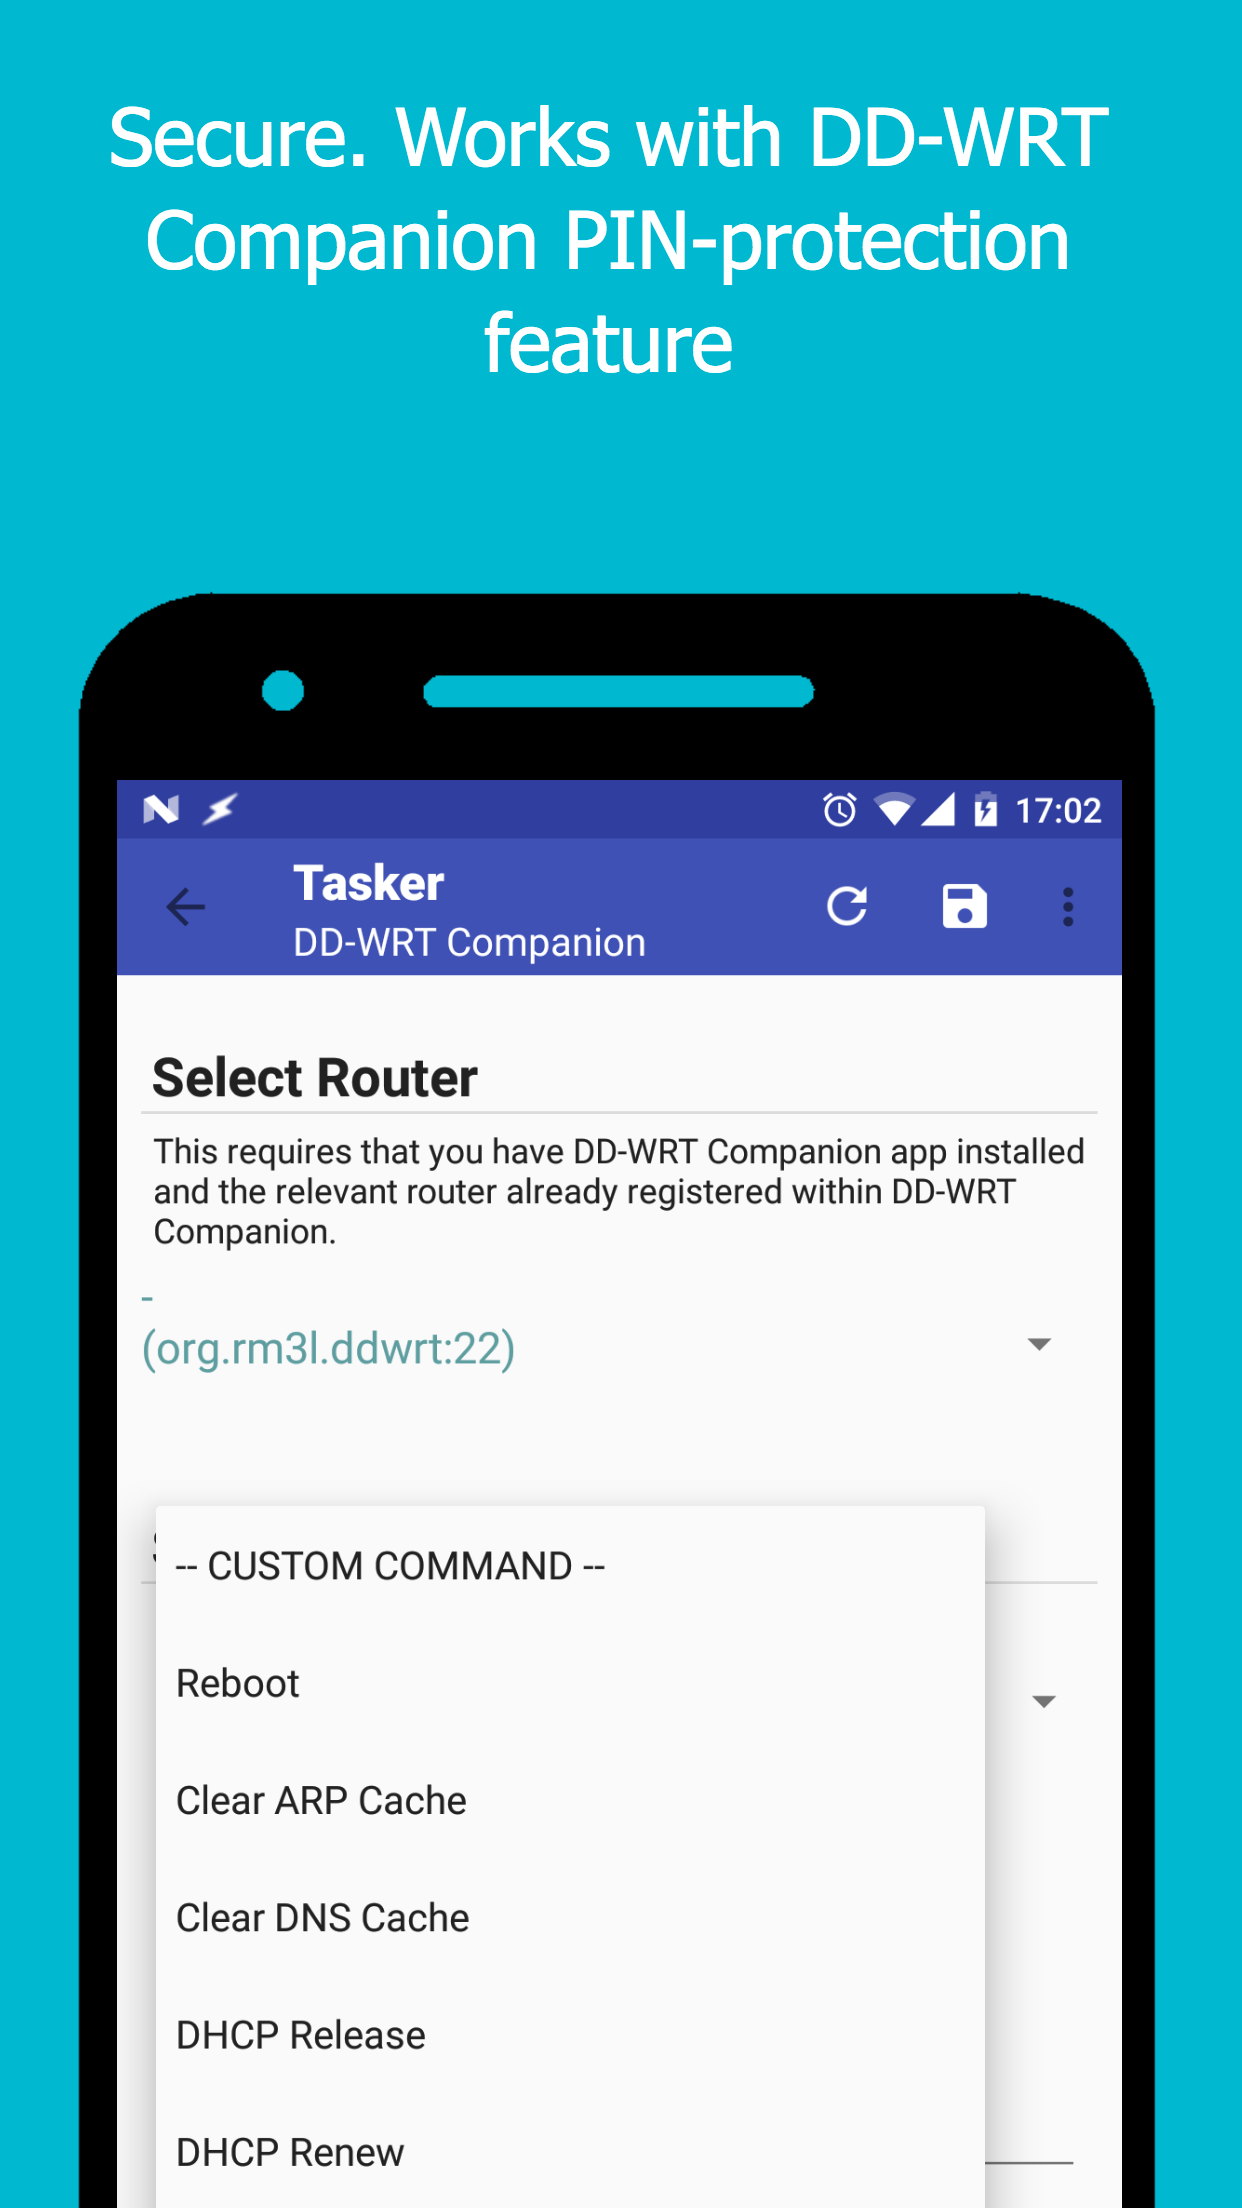 Secure. Works with DD-WRT
Companion PIN-protection
feature
17:02
Tasker
DD-WRT Companion
Select Router
This requires that you have DD-WRT Companion app installed
and the relevant router already registered within DD-WRT
Companion.
-
(org.rm3l.ddwrt:22)
-- CUSTOM COMMAND --
Reboot
Clear ARP Cache
Clear DNS Cache
DHCP Release
DHCP Renew